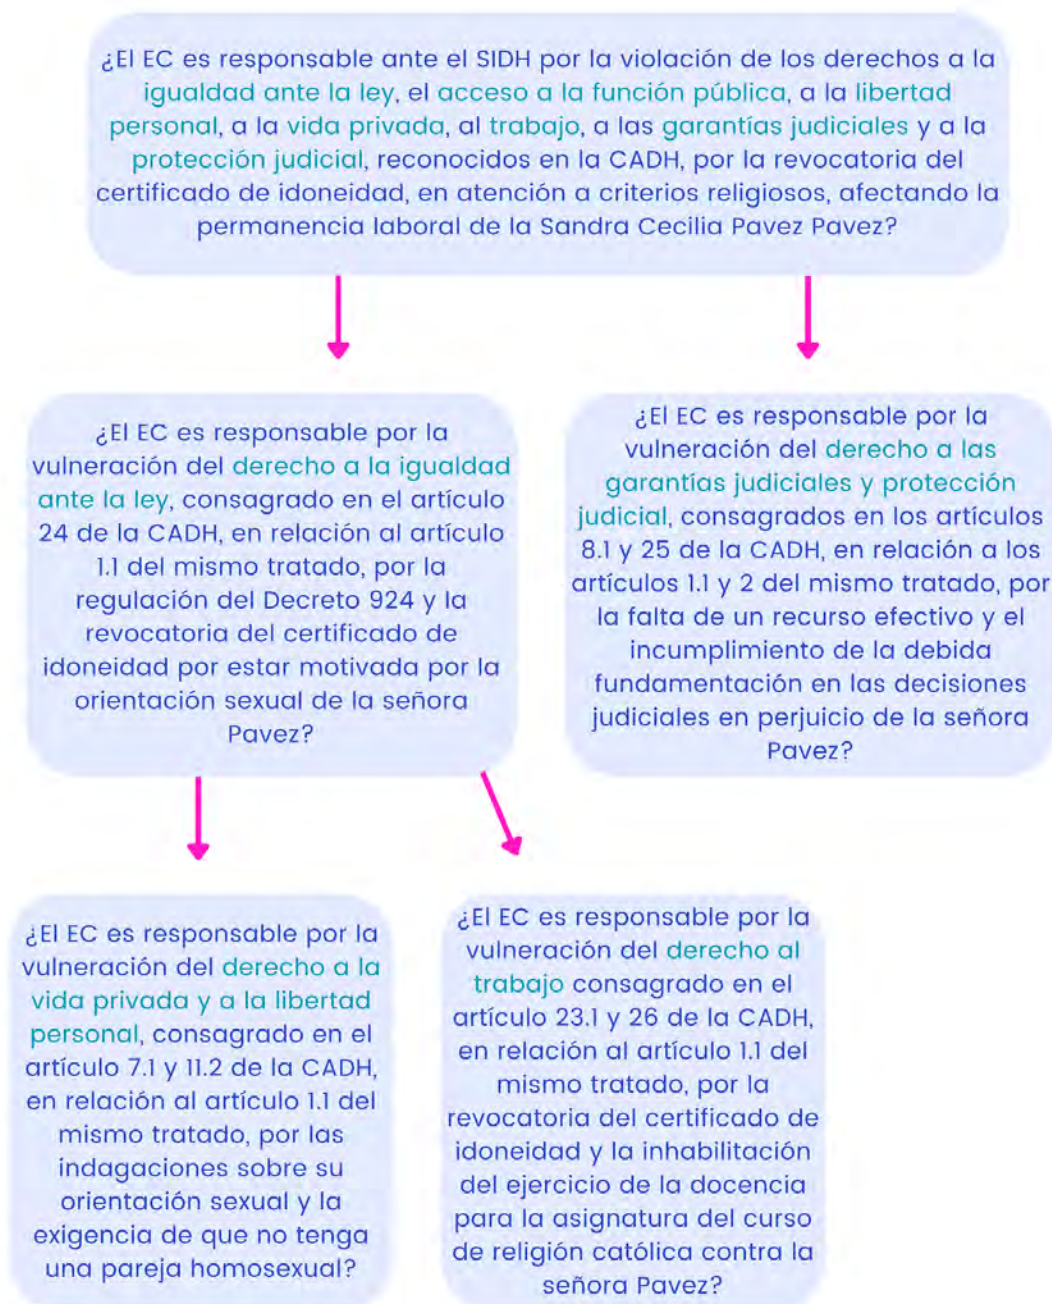 ¿El EC es responsable ante el SIDH por la violación de los derechos a la
igualdad ante la ley, el acceso a la función pública, a la libertad
personal, a la vida privada, al trabajo, a las garantías judiciales y a la
protección judicial, reconocidos en la CADH, por la revocatoria del
certificado de idoneidad, en atención a criterios religiosos, afectando la
permanencia laboral de la Sandra Cecilia Pavez Pavez?
¿El EC es responsable por la
vulneración del derecho a la igualdad
ante la ley, consagrado en el artículo
24 de la CADH, en relación al artículo
1.1 del mismo tratado, por la
regulación del Decreto 924 y la
revocatoria del certificado de
idoneidad por estar motivada por la
orientación sexual de la señora
Pavez?
¿El EC es responsable por la
vulneración del derecho a las
garantías judiciales y protección
judicial, consagrados en los artículos
8.1 y 25 de la CADH, en relación a los
artículos 1.1 y 2 del mismo tratado, por
la falta de un recurso efectivo y el
incumplimiento de la debida
fundamentación en las decisiones
judiciales en perjuicio de la señora
Pavez?
¿El EC es responsable por la
vulneración del derecho a la
vida privada y a la libertad
personal, consagrado en el
artículo 7.1 y 11.2 de la CADH,
en relación al artículo 1.1 del
mismo tratado, por las
indagaciones sobre su
orientación sexual y la
exigencia de que no tenga
una pareja homosexual?
¿El EC es responsable por la
vulneración del derecho al
trabajo consagrado en el
artículo 23.1 y 26 de la CADH,
en relación al artículo 1.1 del
mismo tratado, por la
revocatoria del certificado de
idoneidad y la inhabilitación
del ejercicio de la docencia
para la asignatura del curso
de religión católica contra la
señora Pavez?